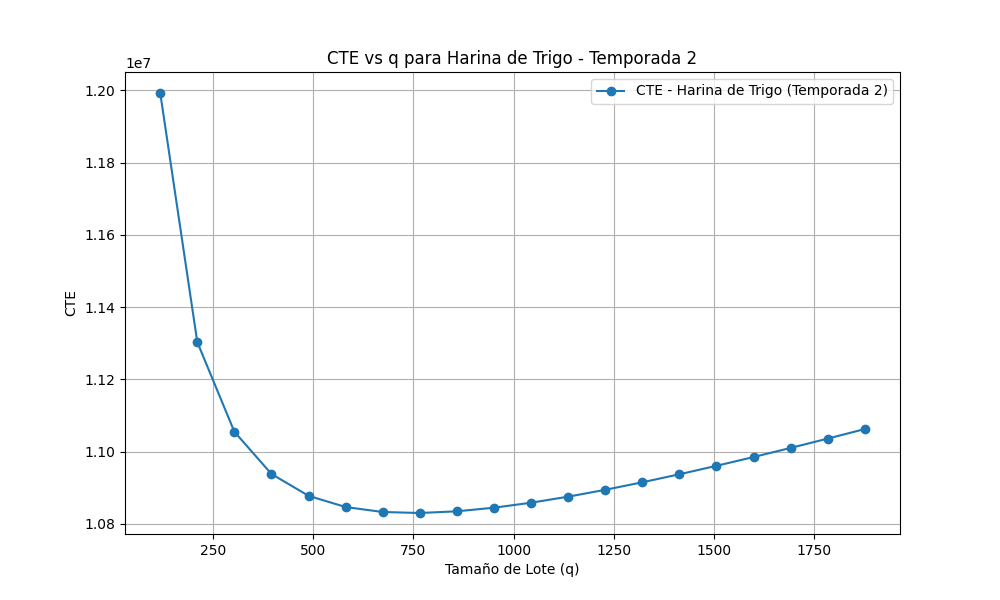 CTE vs q para Harina de Trigo - Temporada 2
1e7
CTE - Harina de Trigo (Temporada 2)
1.20
1.18
1.16
1.14
1.12
1.10
1.08
CTE
250 500 750 1000 1250 1500 1750
Tamaño de Lote (q)